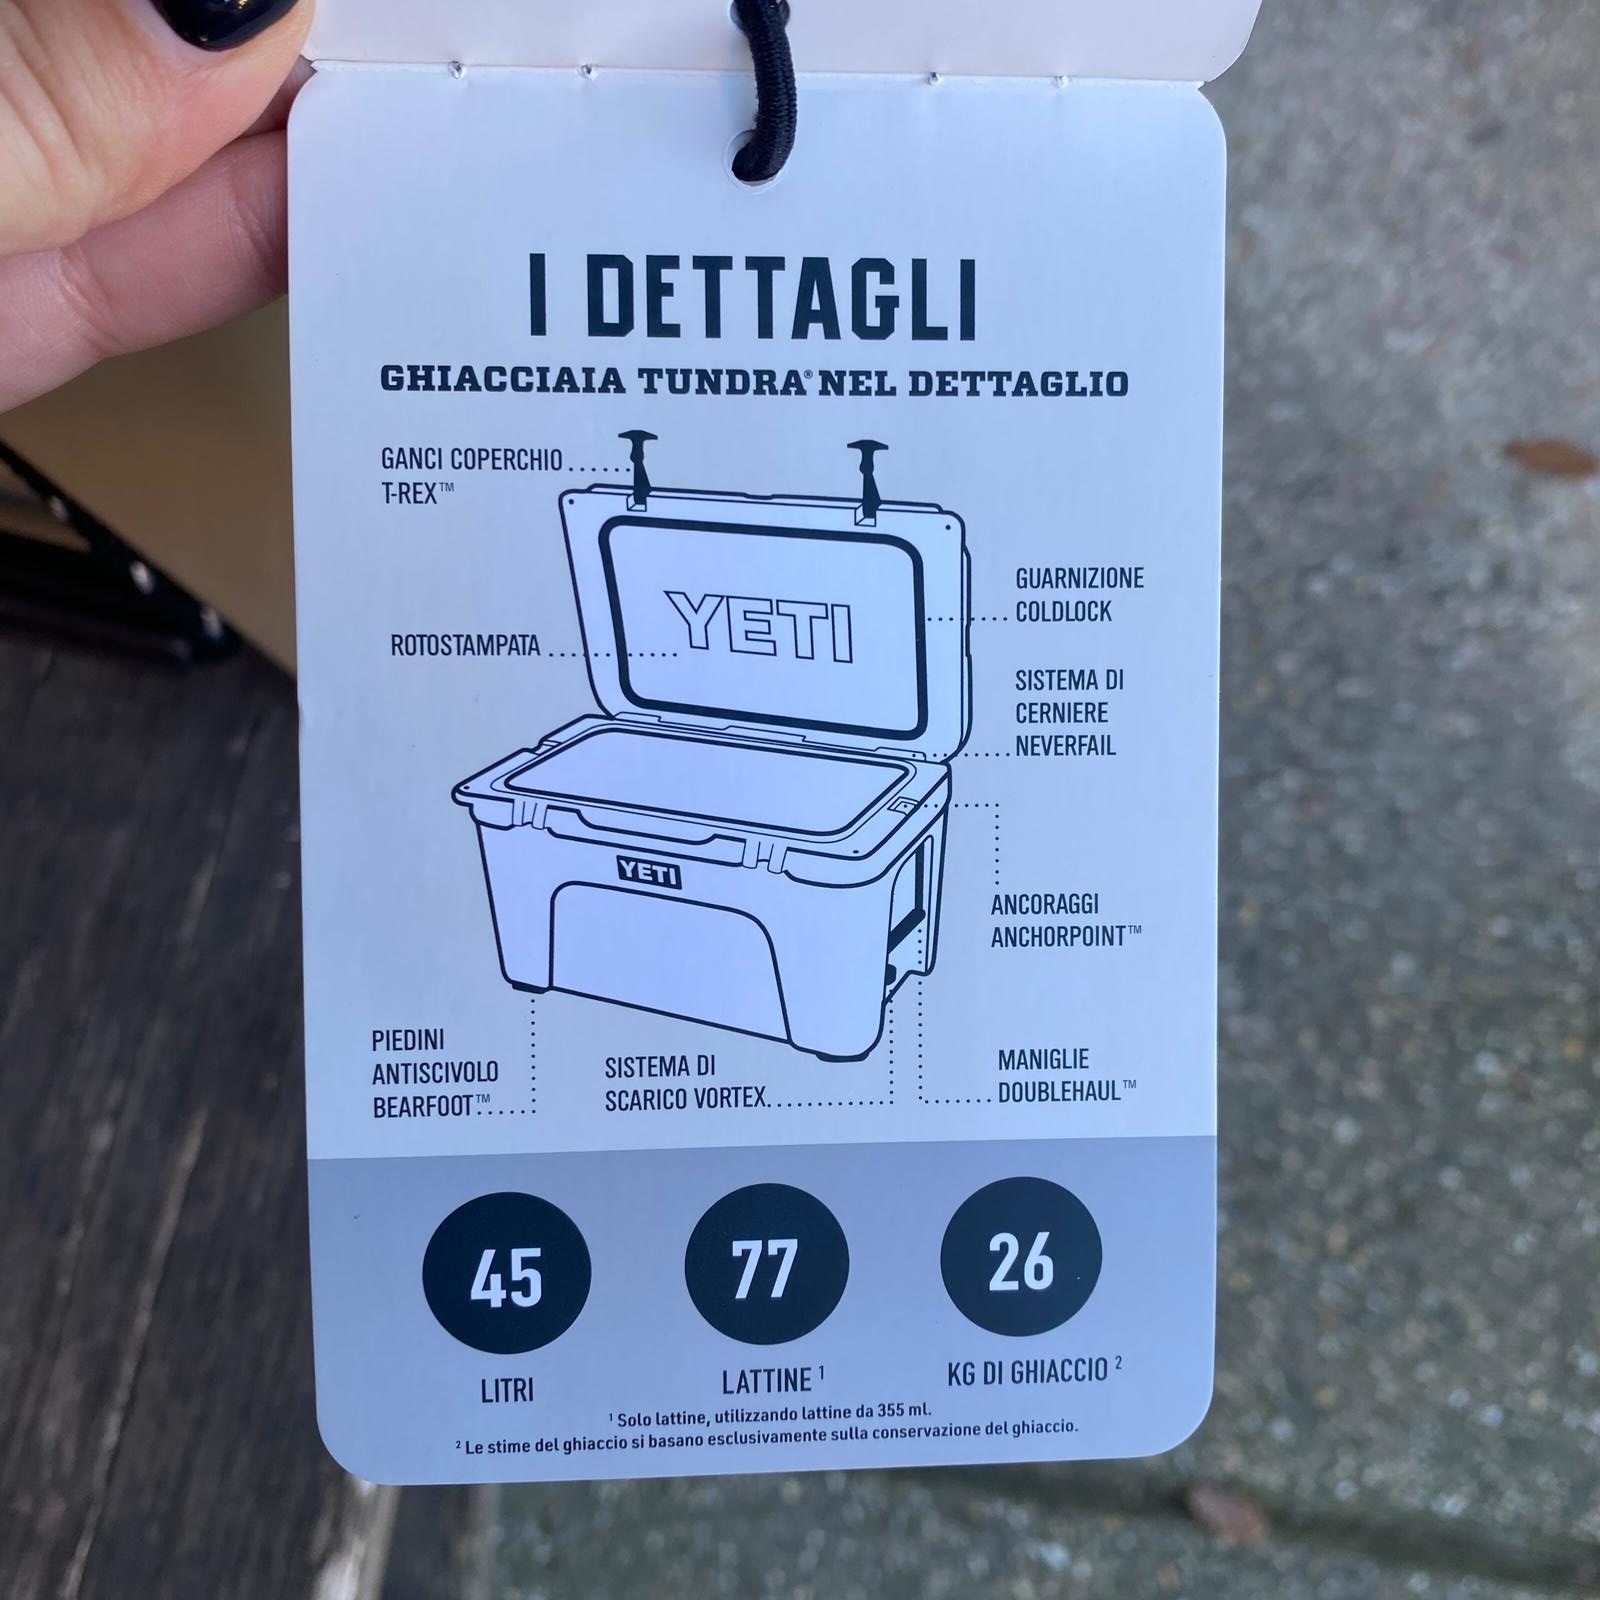 I DETTAGLI
GHIACCIAIA TUNDRA® NEL DETTAGLIO
GANCI COPERCHIO
T-REX™
GUARNIZIONE
COLDLOCK
YETI
ROTOSTAMPATA
SISTEMA DI
CERNIERE
NEVERFAIL
YETI
ANCORAGGI
ANCHORPOINT™
PIEDINI
ANTISCIVOLO
BEARFOOT™
SISTEMA DI
SCARICO VORTEX
MANIGLIE
DOUBLEHAUL™
45
LITRI
77
LATTINE ¹
26
KG DI GHIACCIO ²
¹ Solo lattine, utilizzando lattine da 355 ml.
² Le stime del ghiaccio si basano esclusivamente sulla conservazione del ghiaccio.